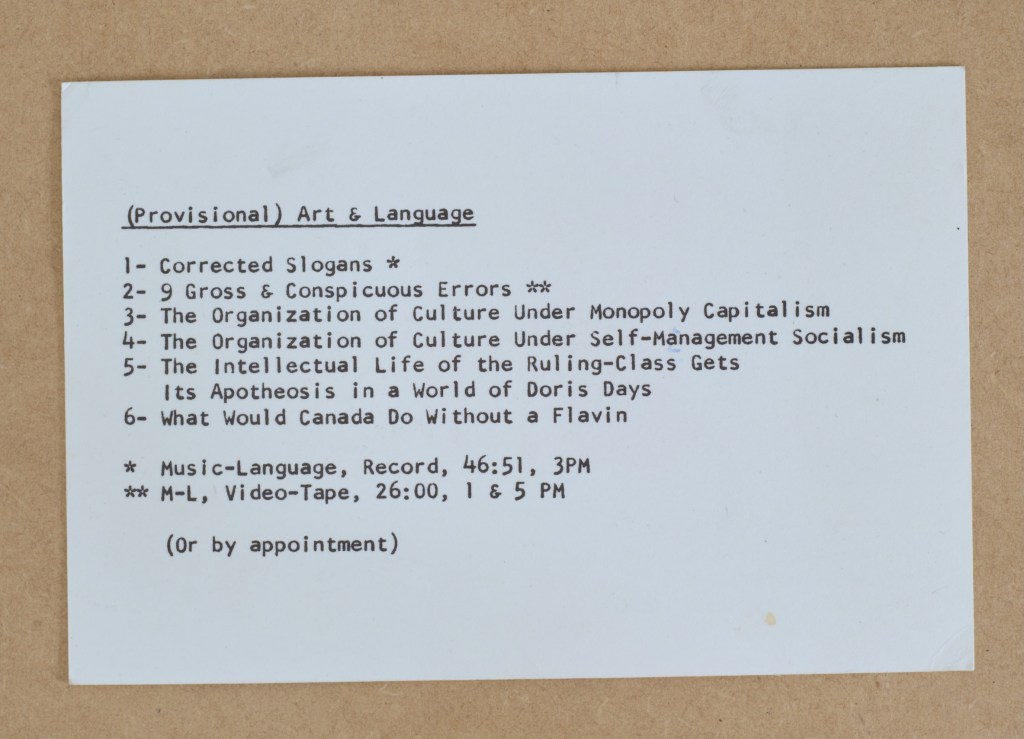 (Provisional) Art & Language
1- Corrected Slogans *
2- 9 Gross & Conspicuous Errors **
3- The Organization of Culture Under Monopoly Capitalism
4- The Organization of Culture Under Self-Management Socialism
5- The Intellectual Life of the Ruling-Class Gets
Its Apotheosis in a World of Doris Days
6- What Would Canada Do Without a Flavin
* Music-Language, Record, 46:51, 3PM
** M-L, Video-Tape, 26:00, 1 & 5 PM
(Or by appointment)